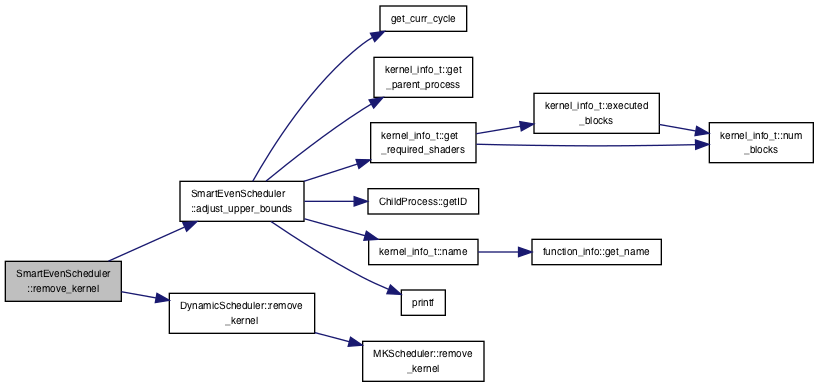 get_curr_cycle
kernel_info_t::get
_parent_process
kernel_info_t::executed
_blocks
kernel_info_t::get
_required_shaders
kernel_info_t::num
_blocks
SmartEvenScheduler
::adjust_upper_bounds
ChildProcess::getID
kernel_info_t::name
function_info::get_name
SmartEvenScheduler
::remove_kernel
printf
DynamicScheduler::remove
_kernel
MKScheduler::remove
_kernel